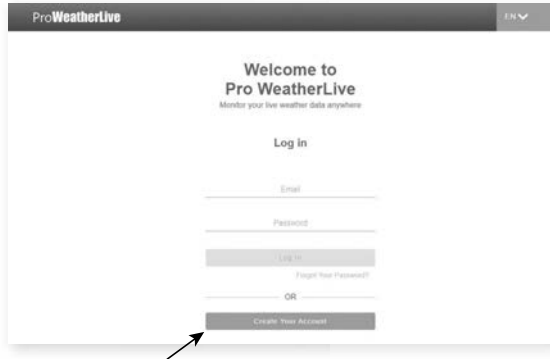 ProWeatherLive
EN
Welcome to
Pro WeatherLive
Monitor your live weather data anywhere
Log in
Email
Password
Log In
Forgot Your Password?
OR
Create Your Account